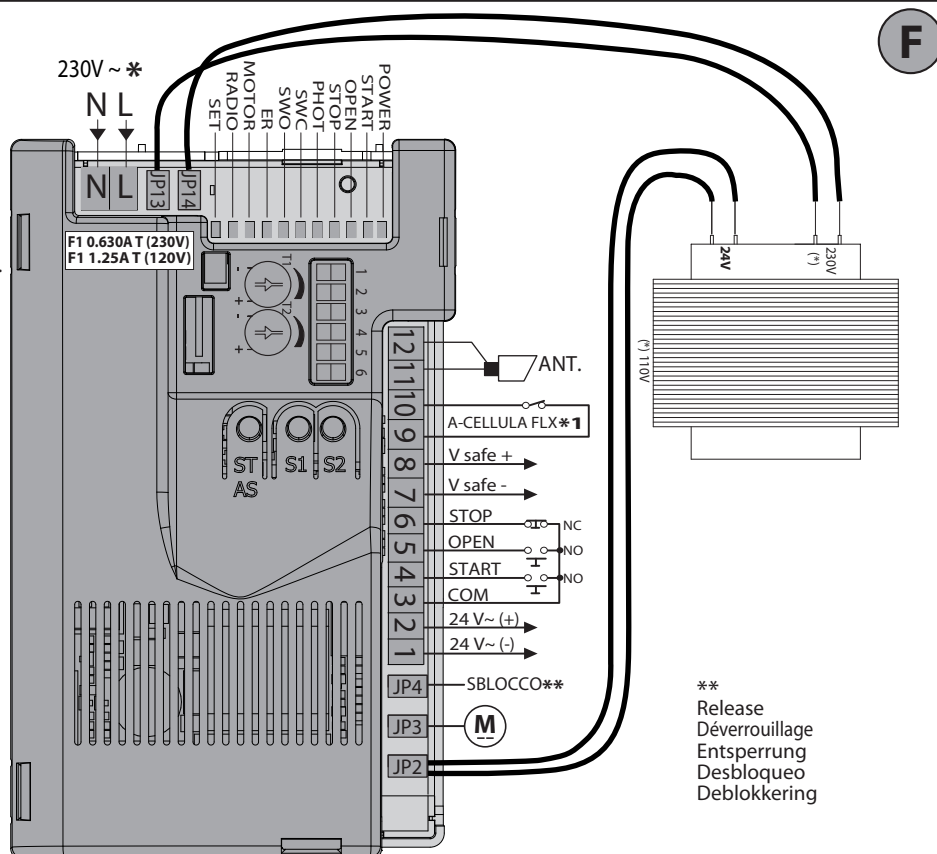 F
230V ~ *
N L
SET
RADIO
MOTOR
ER
SWO
SWC
PHOT
STOP
OPEN
START
POWER
N L JP13 JP14
F1 0.630A T (230V)
F1 1.25A T (120V)
- T1 +
- T2 +
1
2
3
4
5
6
24V
230V
(*)
(*) 110V
12
11 ANT.
10
A-CELLULA FLX*1
9
8 V safe +
7 V safe -
6 STOP NC
5 OPEN NO
4 START NO
3 COM
2 24 V~ (+)
1 24 V~ (-)
ST
AS
S1 S2
JP4 SBLOCCO**
JP3 M
JP2
**
Release
Déverrouillage
Entsperrung
Desbloqueo
Deblokkering